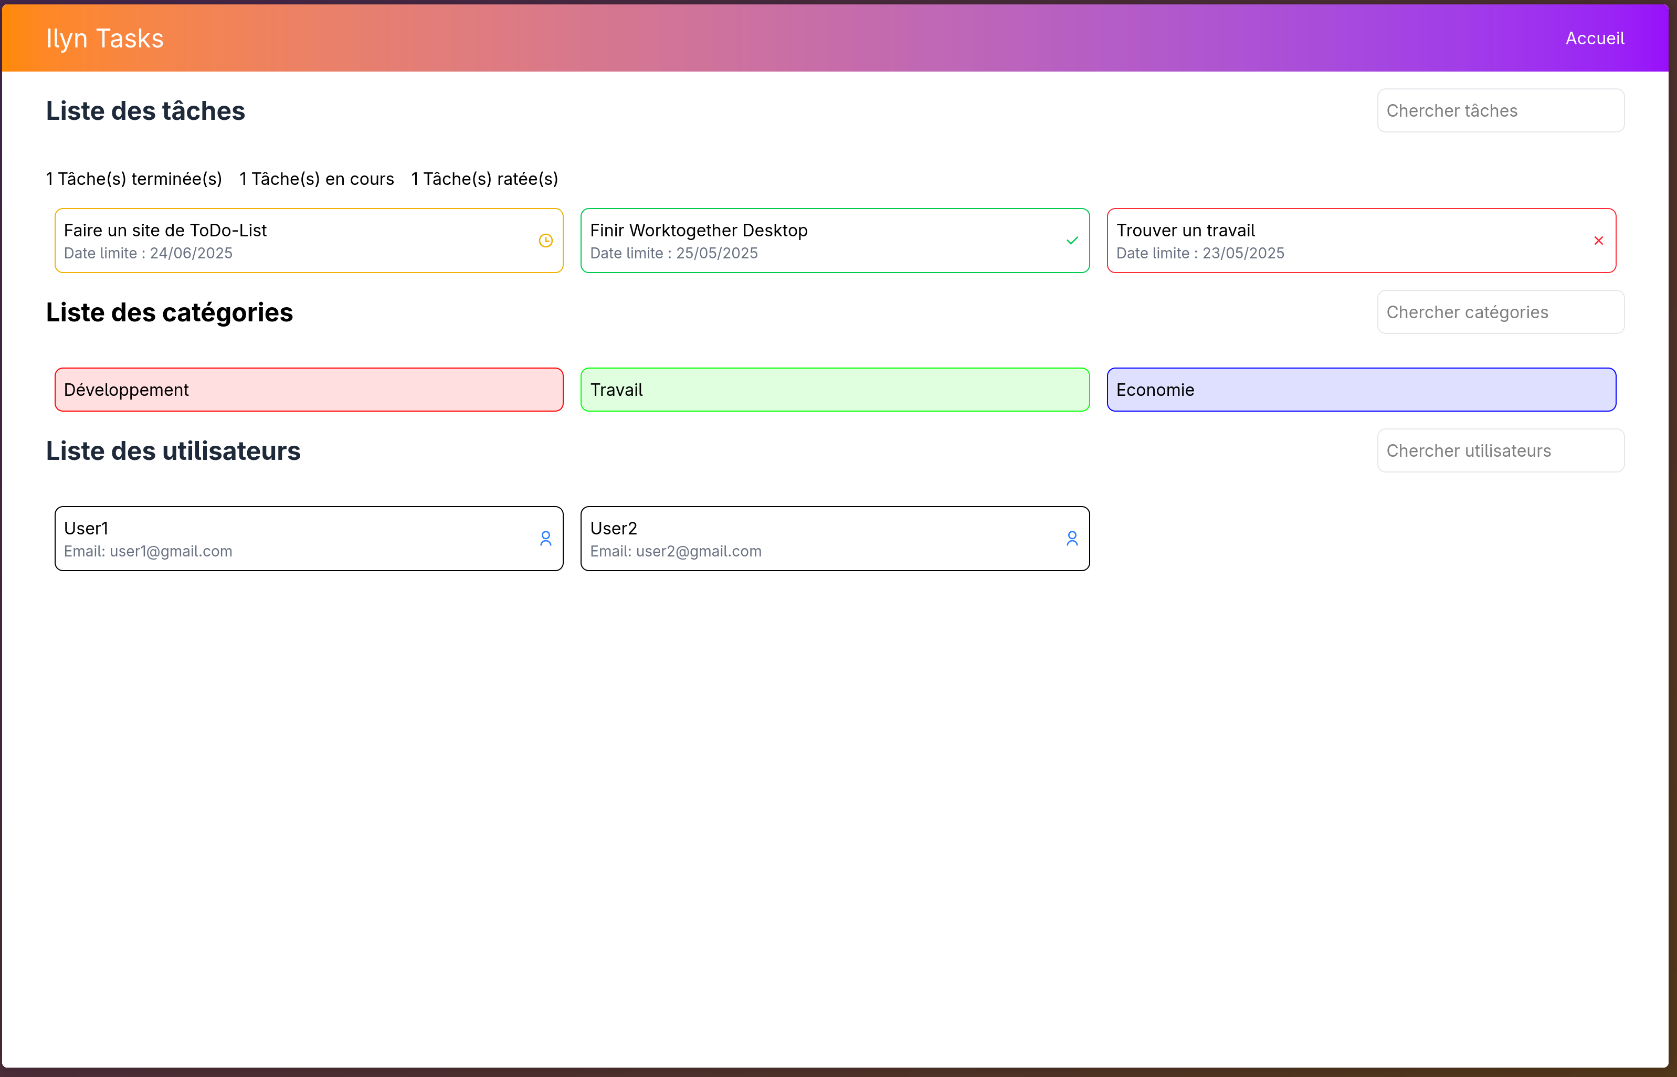 Ilyn Tasks
Accueil
Liste des tâches
Chercher tâches
1 Tâche(s) terminée(s) 1 Tâche(s) en cours 1 Tâche(s) ratée(s)
Faire un site de ToDo-List
Date limite : 24/06/2025
Finir Worktogether Desktop
Date limite : 25/05/2025
Trouver un travail
Date limite : 23/05/2025
Liste des catégories
Chercher catégories
Développement
Travail
Economie
Liste des utilisateurs
Chercher utilisateurs
User1
Email: user1@gmail.com
User2
Email: user2@gmail.com